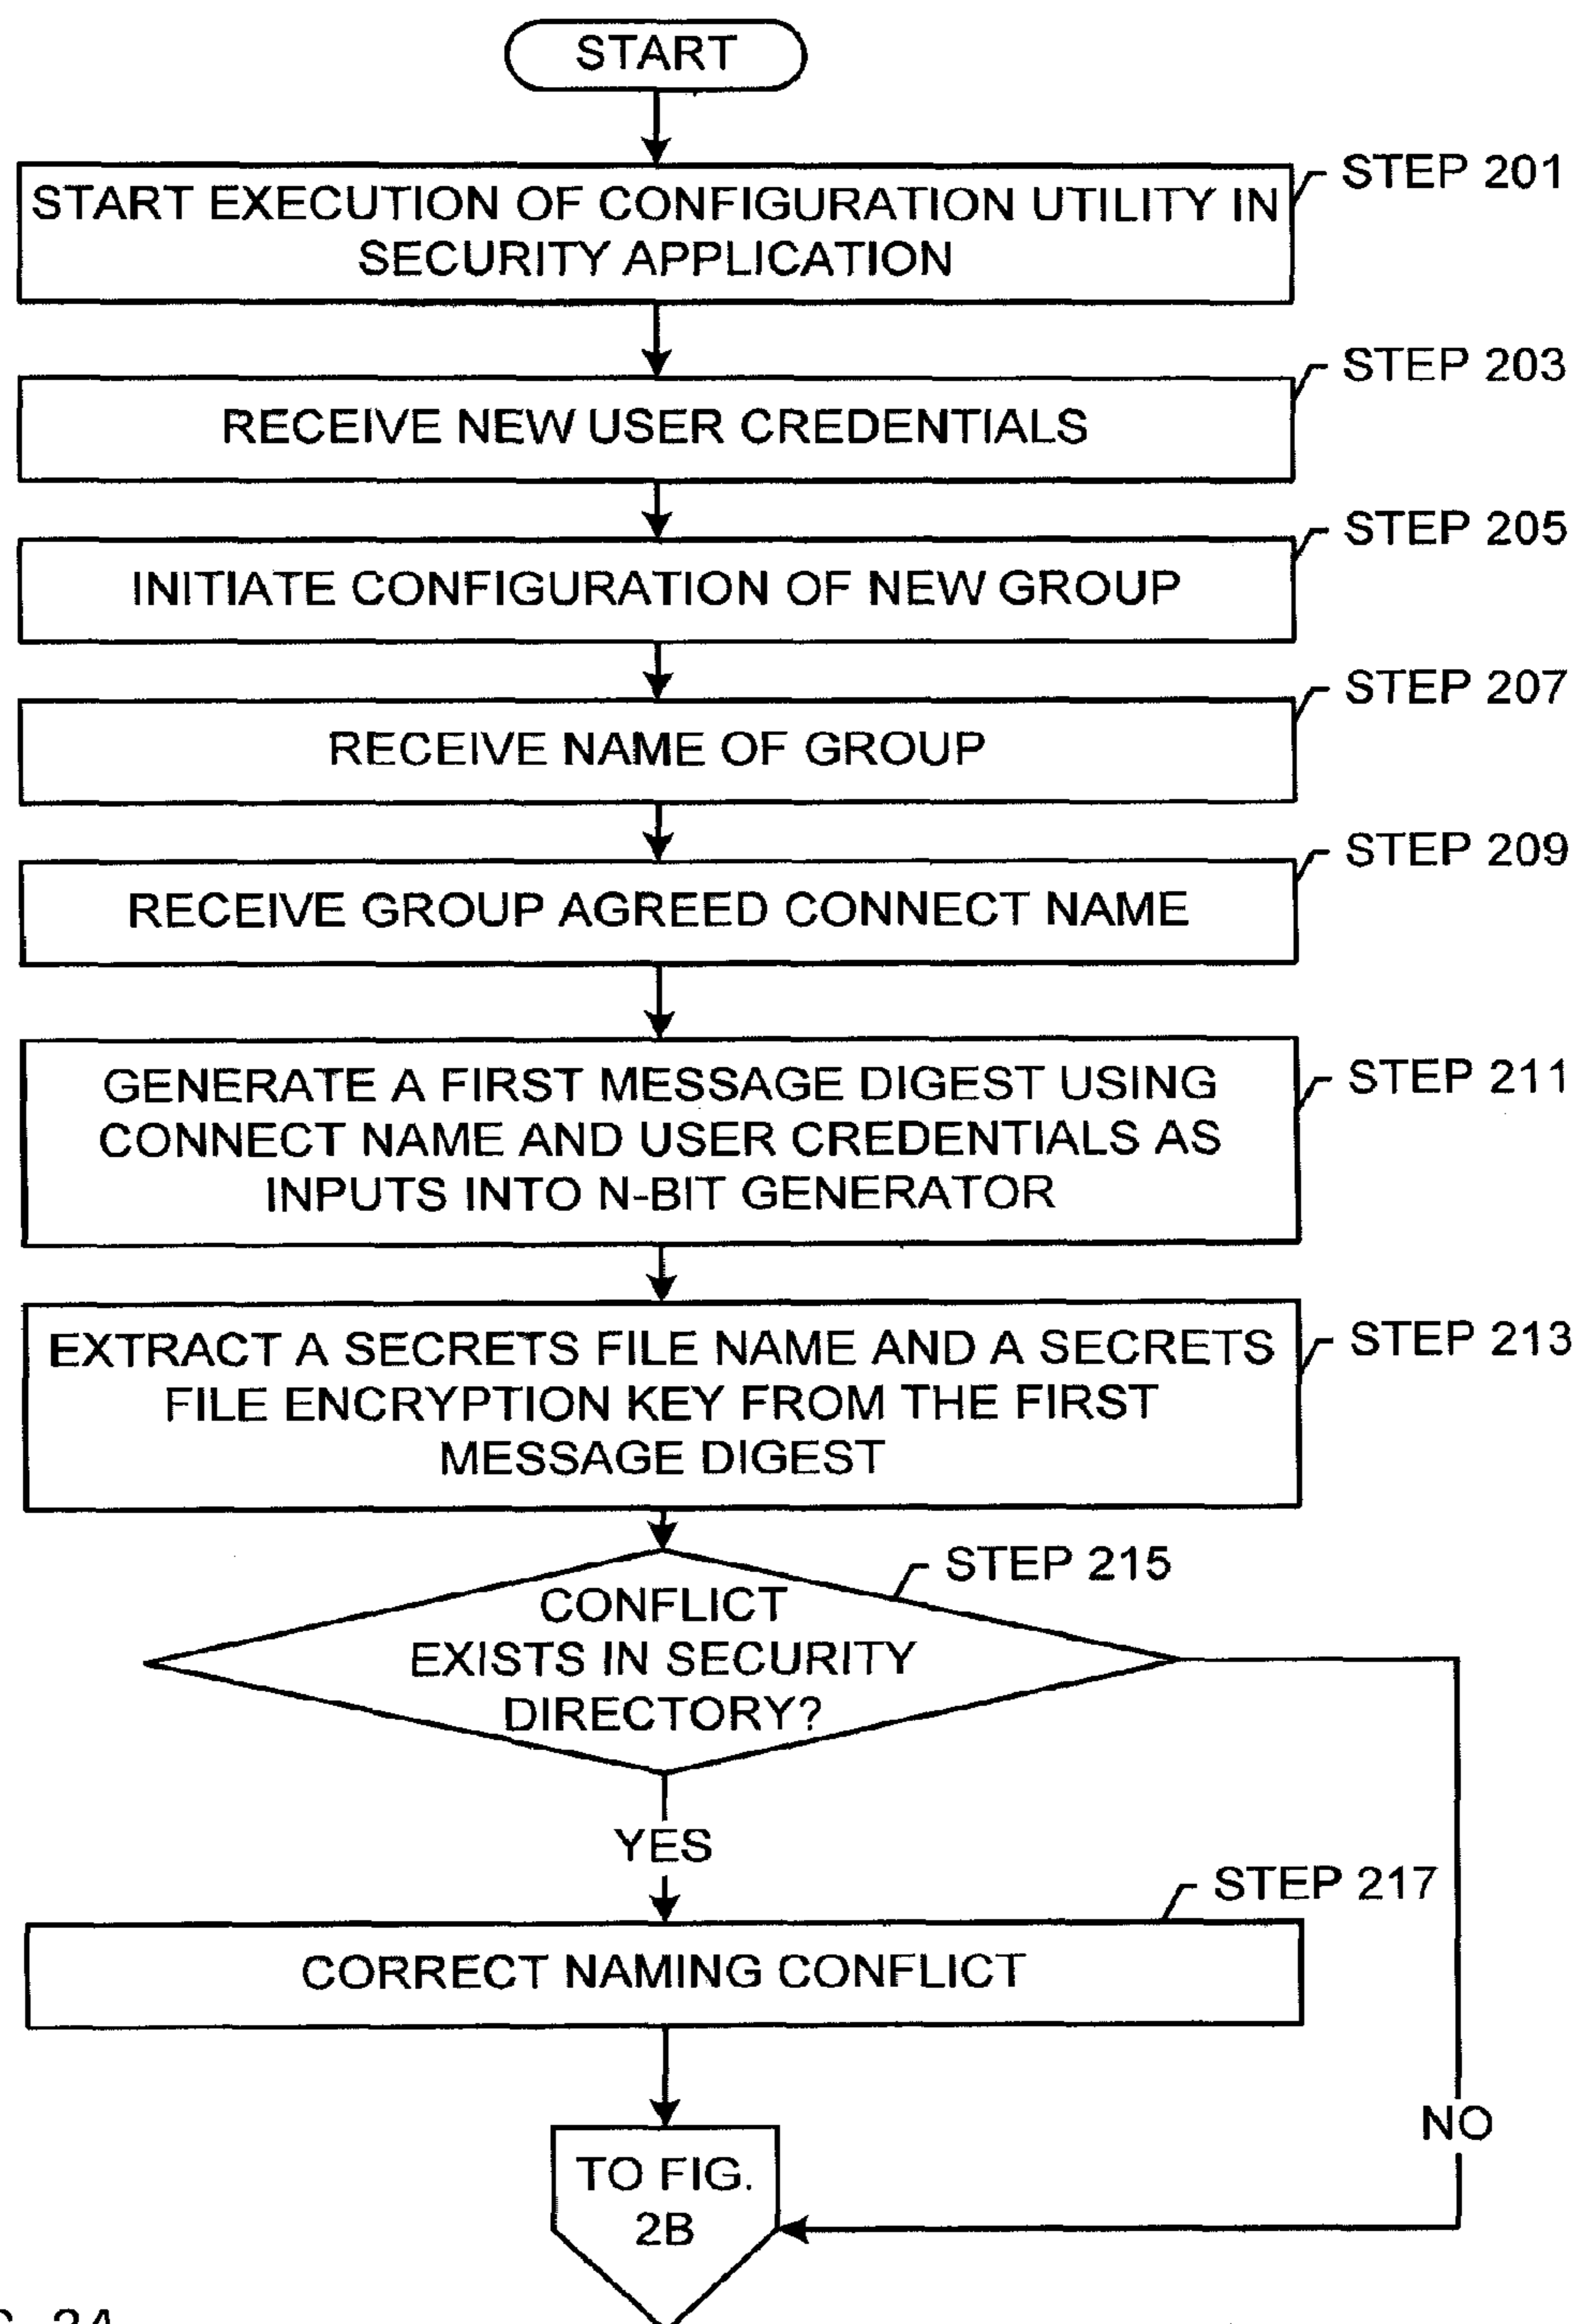 START
STEP 201
START EXECUTION OF CONFIGURATION UTILITY IN
SECURITY APPLICATION
STEP 203
RECEIVE NEW USER CREDENTIALS
STEP 205
INITIATE CONFIGURATION OF NEW GROUP
STEP 207
RECEIVE NAME OF GROUP
STEP 209
RECEIVE GROUP AGREED CONNECT NAME
STEP 211
GENERATE A FIRST MESSAGE DIGEST USING
CONNECT NAME AND USER CREDENTIALS AS
INPUTS INTO N-BIT GENERATOR
STEP 213
EXTRACT A SECRETS FILE NAME AND A SECRETS
FILE ENCRYPTION KEY FROM THE FIRST
MESSAGE DIGEST
STEP 215
CONFLICT
EXISTS IN SECURITY
DIRECTORY?
YES
STEP 217
CORRECT NAMING CONFLICT
NO
TO FIG.
2B